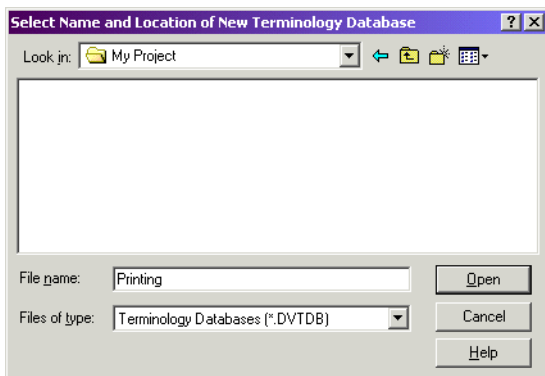 Select Name and Location of New Terminology Database
Look in: My Project
File name: Printing Open
Files of type: Terminology Databases (*.DVTDB) Cancel
Help